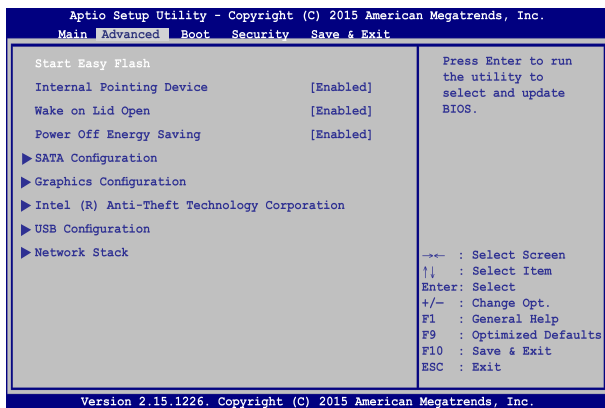 Aptio Setup Utility - Copyright (C) 2015 American Megatrends, Inc.
Main Advanced Boot Security Save & Exit
Start Easy Flash
Internal Pointing Device [Enabled]
Wake on Lid Open [Enabled]
Power Off Energy Saving [Enabled]
SATA Configuration
Graphics Configuration
Intel (R) Anti-Theft Technology Corporation
USB Configuration
Network Stack
Press Enter to run
the utility to
select and update
BIOS.
→← : Select Screen
↑↓ : Select Item
Enter: Select
+/— : Change Opt.
F1 : General Help
F9 : Optimized Defaults
F10 : Save & Exit
ESC : Exit
Version 2.15.1226. Copyright (C) 2015 American Megatrends, Inc.